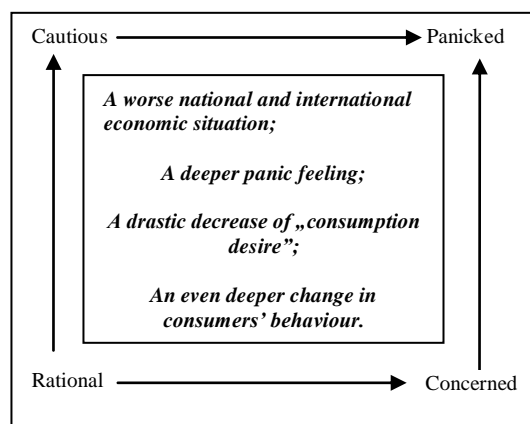 Cautious Panicked
A worse national and international
economic situation;
A deeper panic feeling;
A drastic decrease of „consumption
desire”;
An even deeper change in
consumers’ behaviour.
Rational Concerned